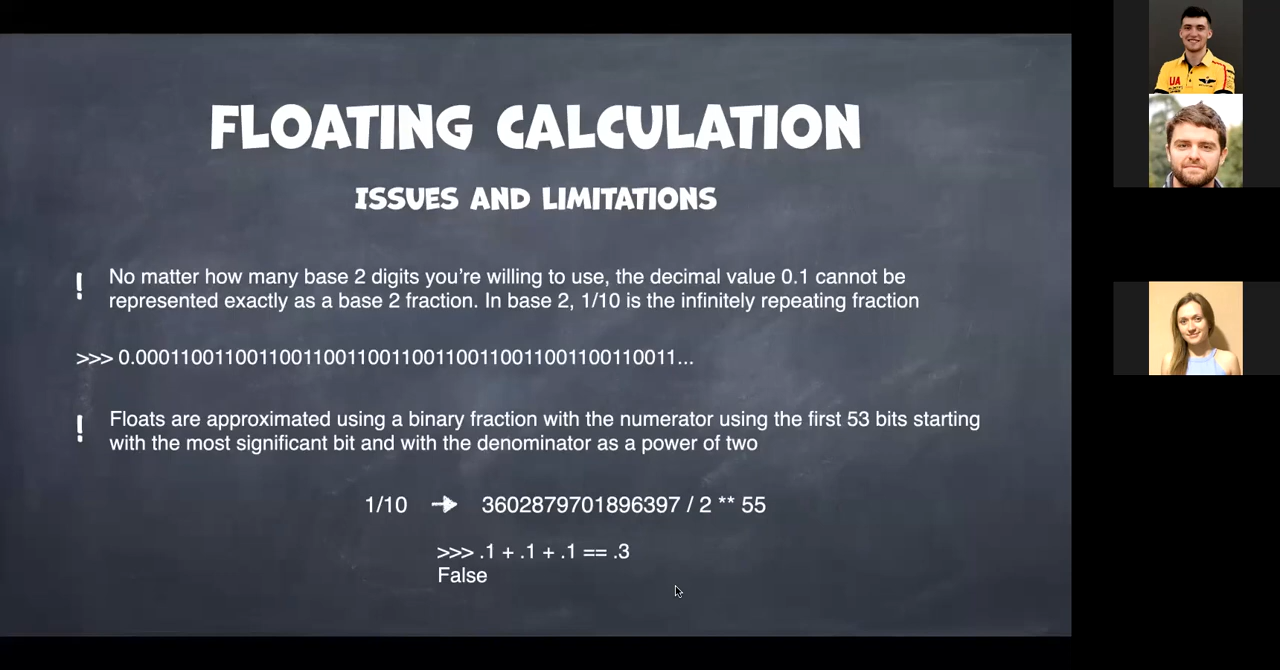 FLOATING CALCULATION
ISSUES AND LIMITATIONS
! No matter how many base 2 digits you’re willing to use, the decimal value 0.1 cannot be
represented exactly as a base 2 fraction. In base 2, 1/10 is the infinitely repeating fraction
>>> 0.0001100110011001100110011001100110011001100110011...
! Floats are approximated using a binary fraction with the numerator using the first 53 bits starting
with the most significant bit and with the denominator as a power of two
1/10 → 3602879701896397 / 2 ** 55
>>> .1 + .1 + .1 == .3
False
UA